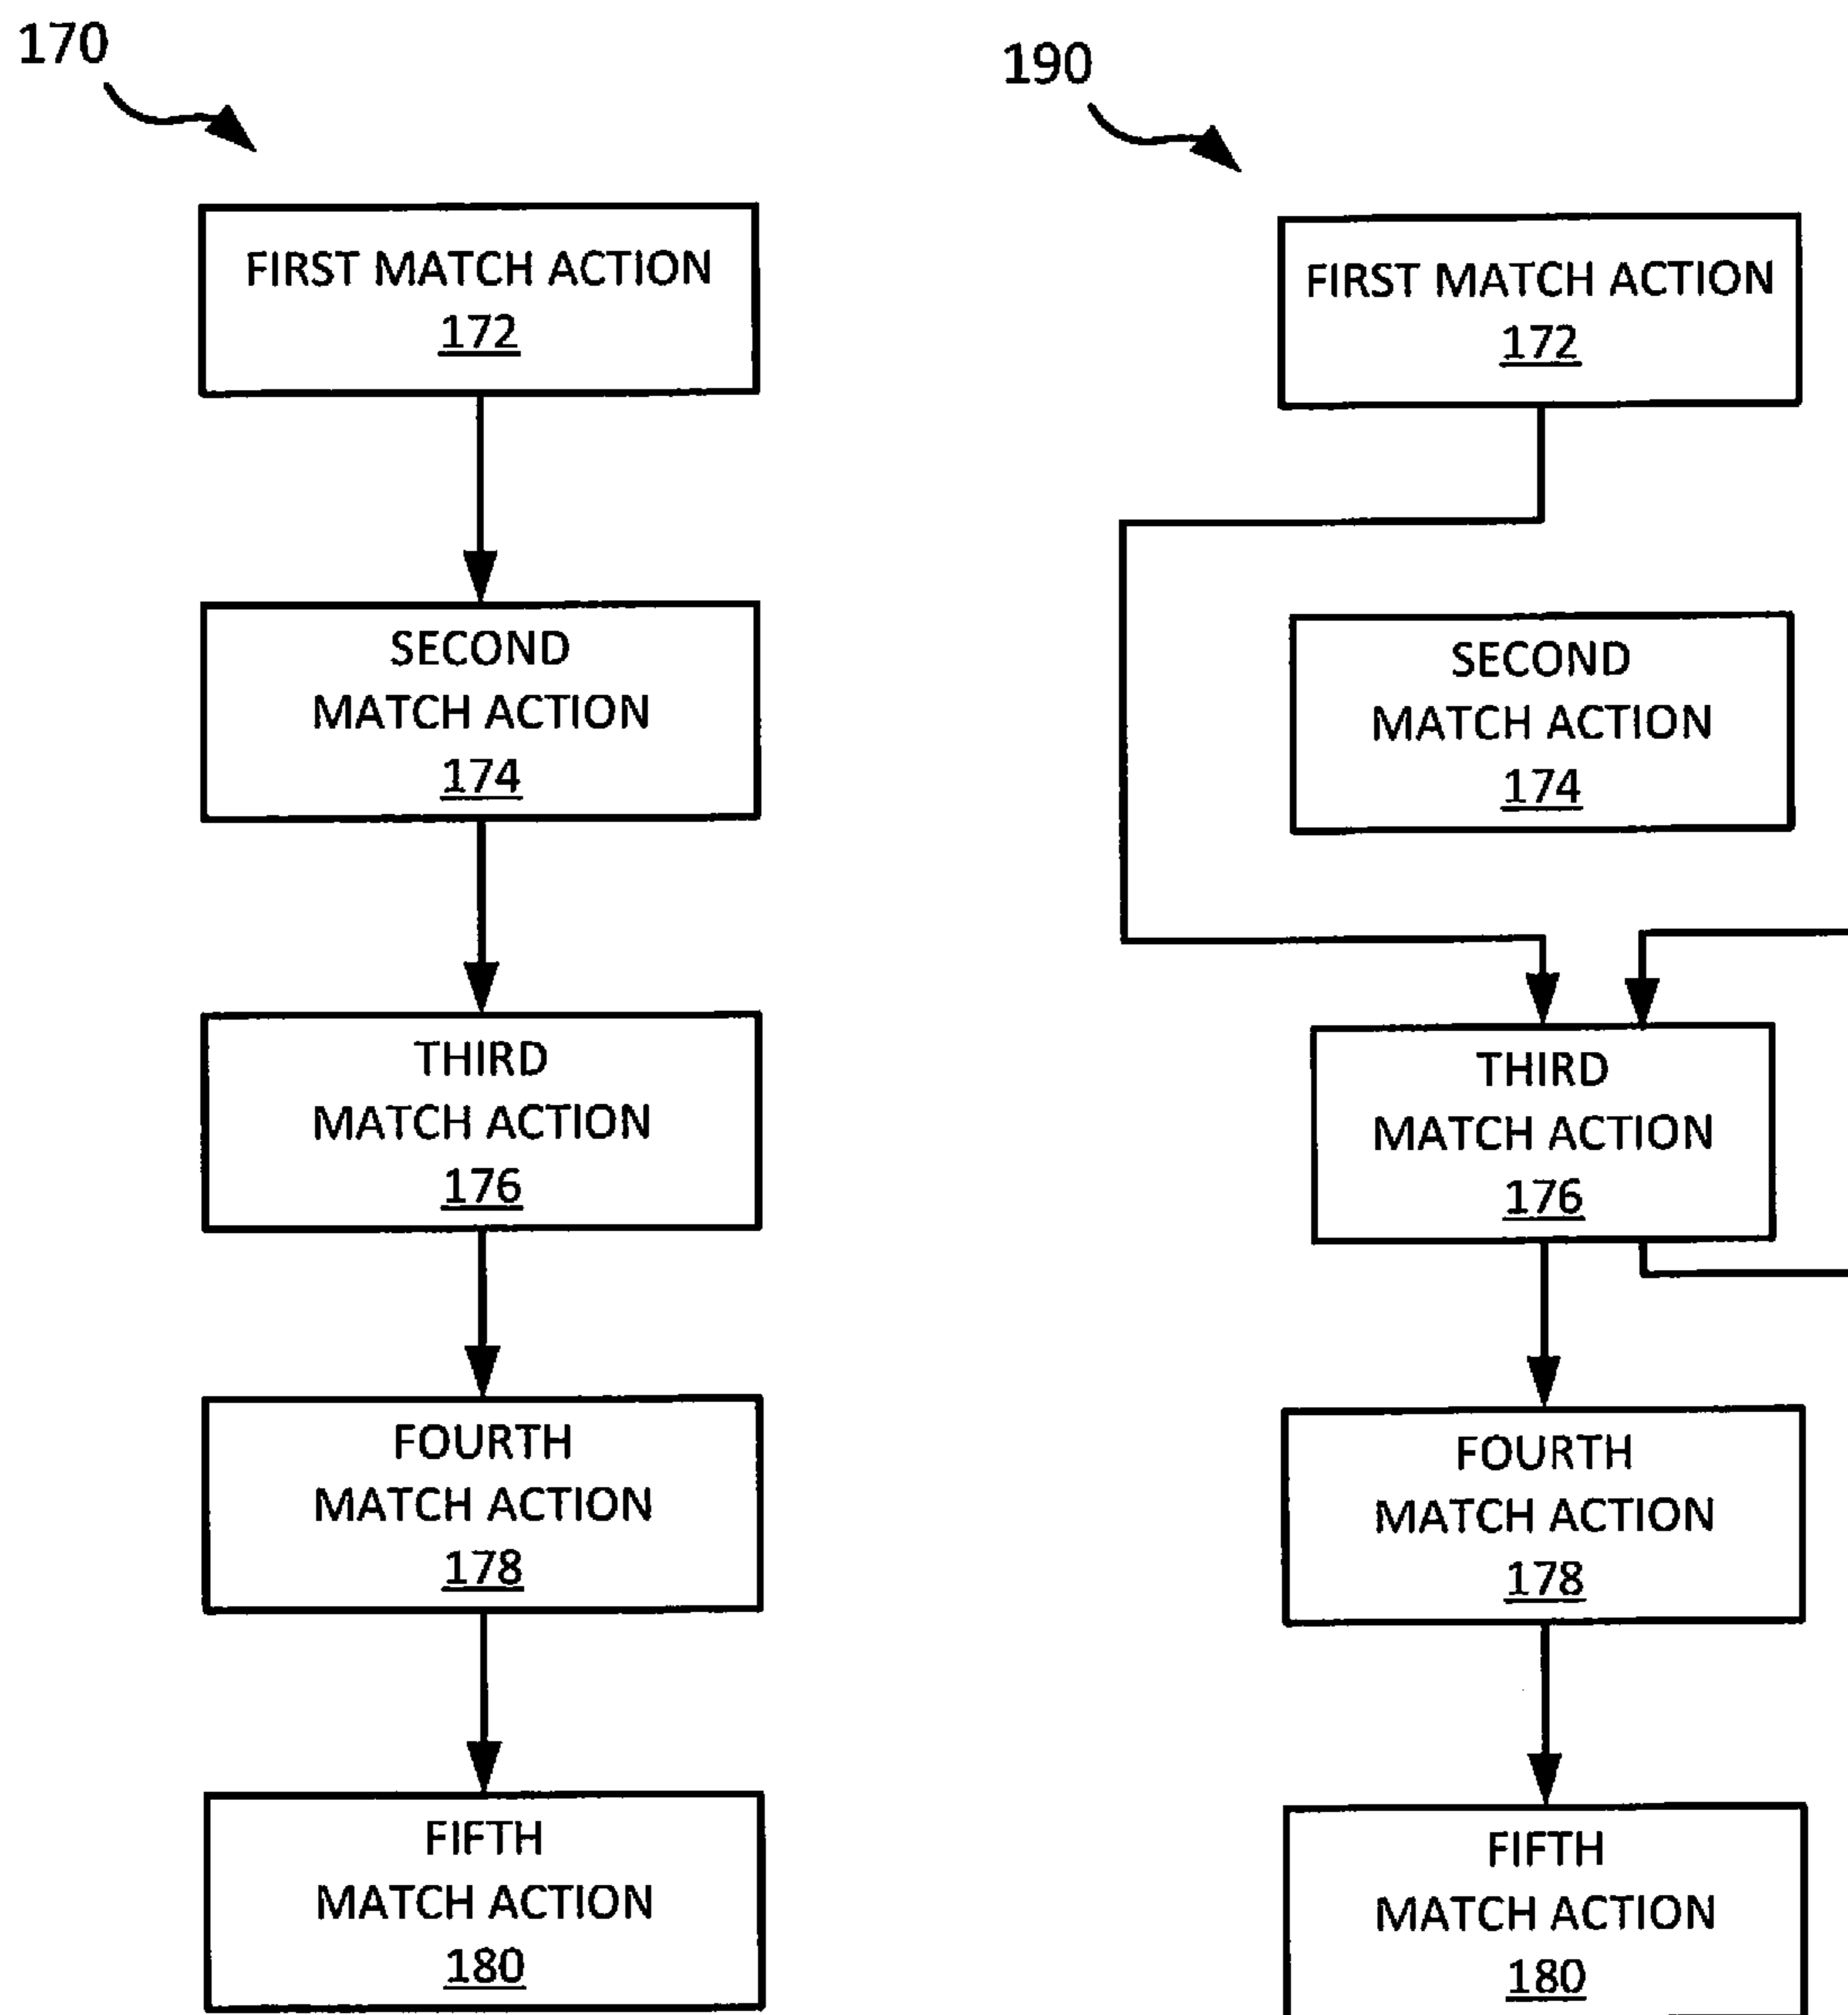 170
FIRST MATCH ACTION
172
SECOND
MATCH ACTION
174
THIRD
MATCH ACTION
176
FOURTH
MATCH ACTION
178
FIFTH
MATCH ACTION
180
190
FIRST MATCH ACTION
172
SECOND
MATCH ACTION
174
THIRD
MATCH ACTION
176
FOURTH
MATCH ACTION
178
FIFTH
MATCH ACTION
180